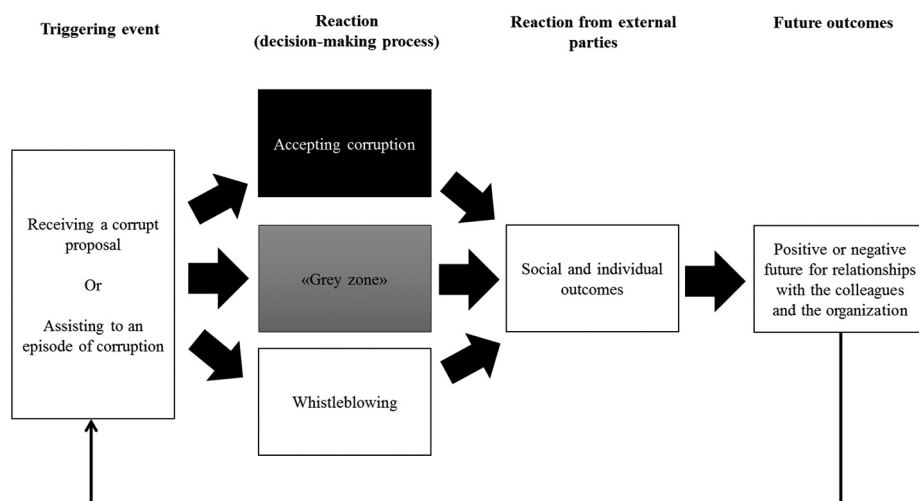 Triggering event
Reaction
(decision-making process)
Reaction from external
parties
Future outcomes
Receiving a corrupt
proposal
Or
Assisting to an
episode of corruption
Accepting corruption
«Grey zone»
Whistleblowing
Social and individual
outcomes
Positive or negative
future for relationships
with the colleagues
and the organization